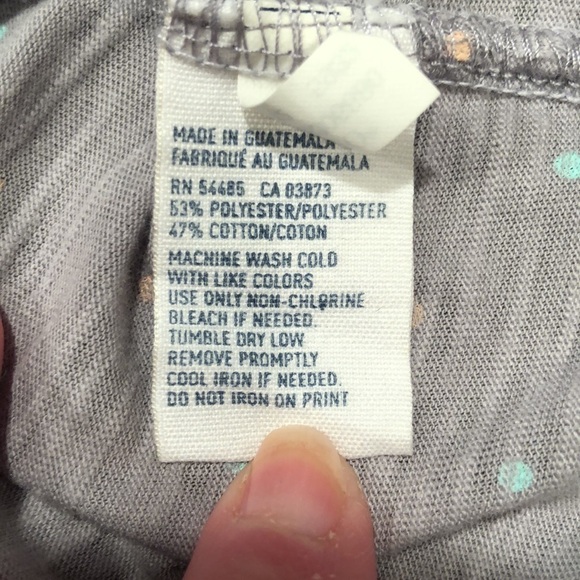 MADE IN GUATEMALA
FABRIQUÉ AU GUATEMALA
RN 54485 CA 03873
53% POLYESTER/POLYESTER
47% COTTON/COTON
MACHINE WASH COLD
WITH LIKE COLORS
USE ONLY NON-CHLORINE
BLEACH IF NEEDED.
TUMBLE DRY LOW
REMOVE PROMPTLY
COOL IRON IF NEEDED.
DO NOT IRON ON PRINT